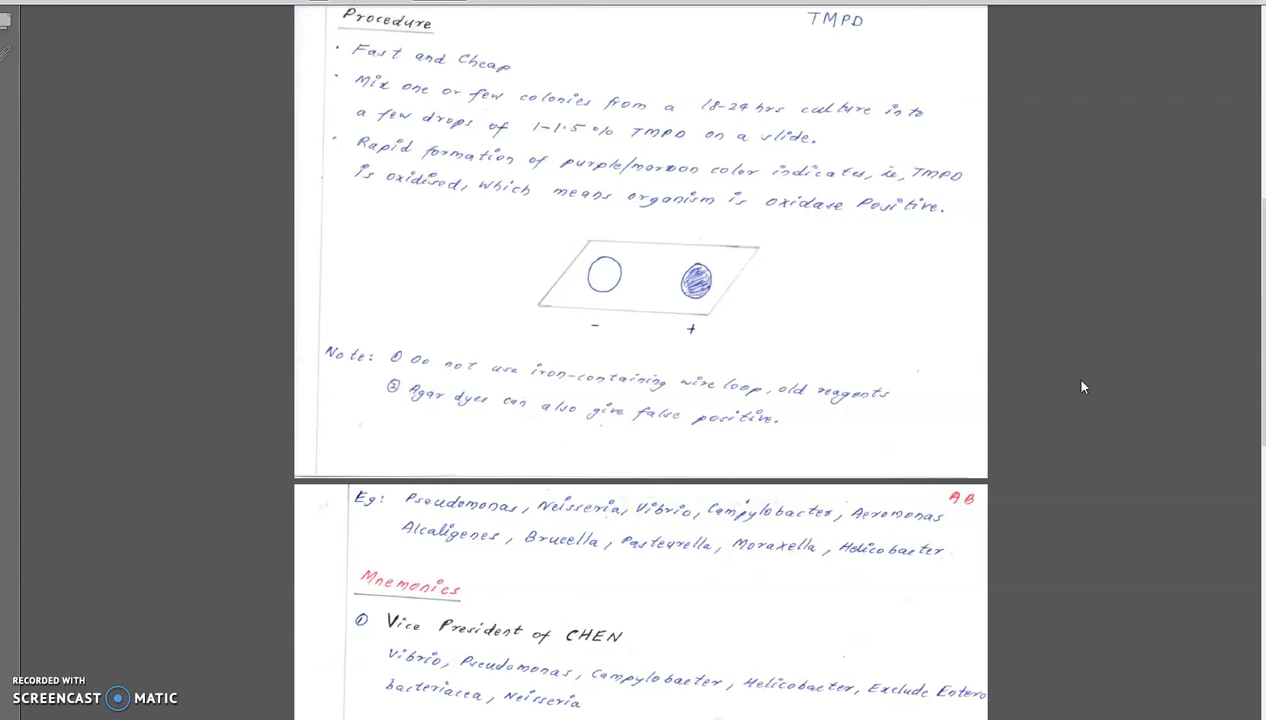 Procedure
TMPD
· Fast and Cheap
· Mix one or few colonies from a 18-24 hrs culture in to
a few drops of 1-1.5% TMPD on a slide.
· Rapid formation of purple/maroon color indicates, ie, TMPD
is oxidised, which means organism is oxidase Positive.
- +
Note: ① Do not use iron-containing wire loop, old reagents
② Agar dyes can also give false positive.
AB
Eg: Pseudomonas, Neisseria, Vibrio, Campylobacter, Aeromonas
Alcaligenes, Brucella, Pasteurella, Moraxella, Helicobacter.
Mnemonics
① Vice President of CHEN
Vibrio, Pseudomonas, Campylobacter, Helicobacter, Exclude Entero
bacteriacea, Neisseria
RECORDED WITH
SCREENCAST MATIC